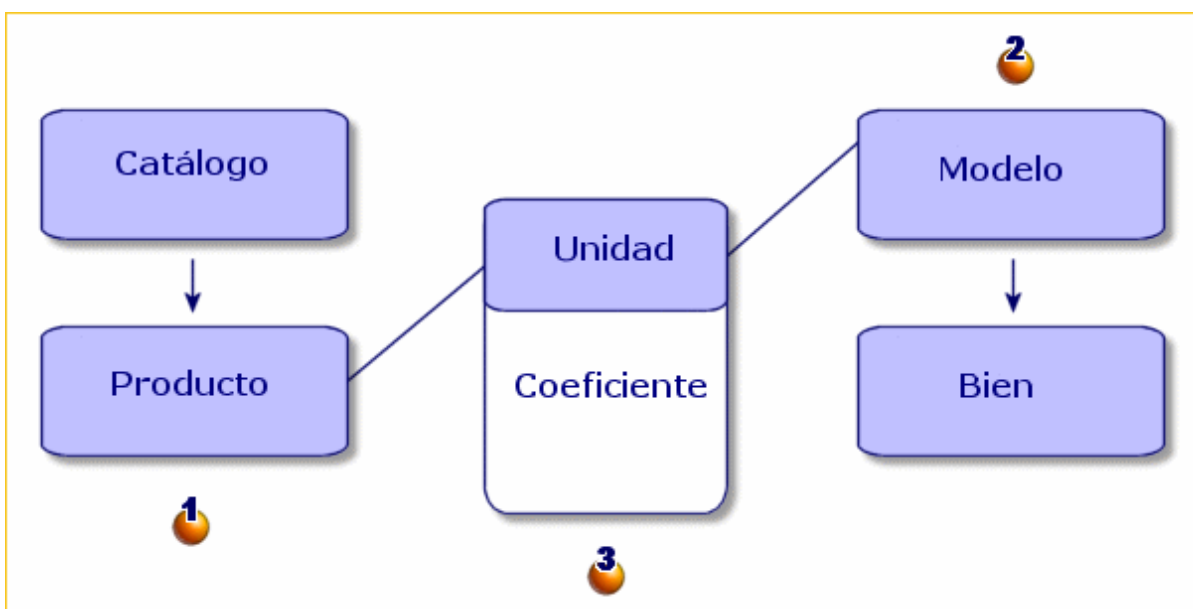 2
Catálogo
Modelo
Unidad
Producto
Coeficiente
Bien
1
3